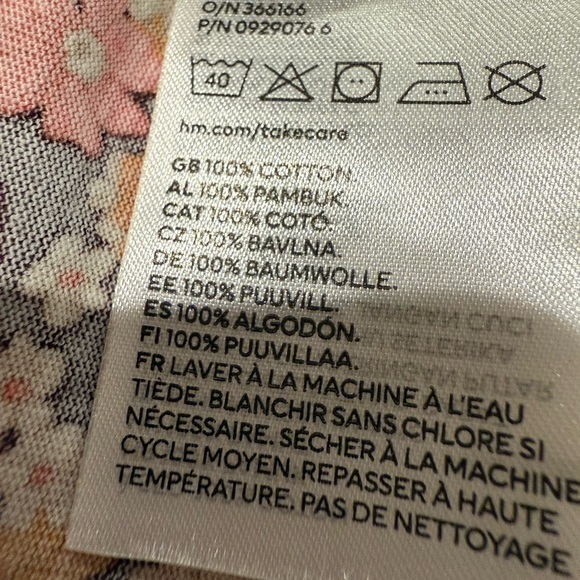 O/N 366166
P/N 0929076 6
40
hm.com/takecare
GB 100% COTTON.
AL 100% PAMBUK.
CAT 100% COTÓ.
CZ 100% BAVLNA.
DE 100% BAUMWOLLE.
EE 100% PUUVILL.
ES 100% ALGODÓN.
FI 100% PUUVILLAA.
FR LAVER À LA MACHINE À L'EAU
TIÈDE. BLANCHIR SANS CHLORE SI
NÉCESSAIRE. SÉCHER À LA MACHINE
CYCLE MOYEN. REPASSER À HAUTE
TEMPÉRATURE. PAS DE NETTOYAGE